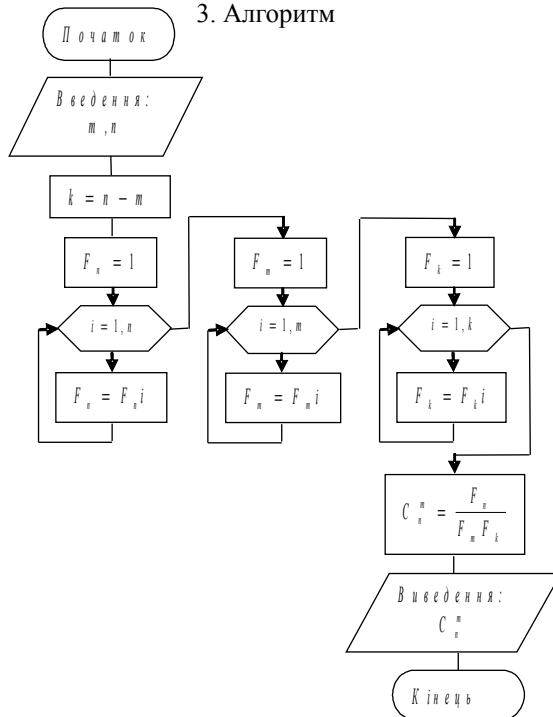 3. Алгоритм
Початок
Введення:
m, n
k = n − m
F_n = 1
i = 1, n
F_n = F_n i
F_m = 1
i = 1, m
F_m = F_m i
F_k = 1
i = 1, k
F_k = F_k i
C_n^m = F_n / F_m F_k
Виведення:
C_n^m
Кінець